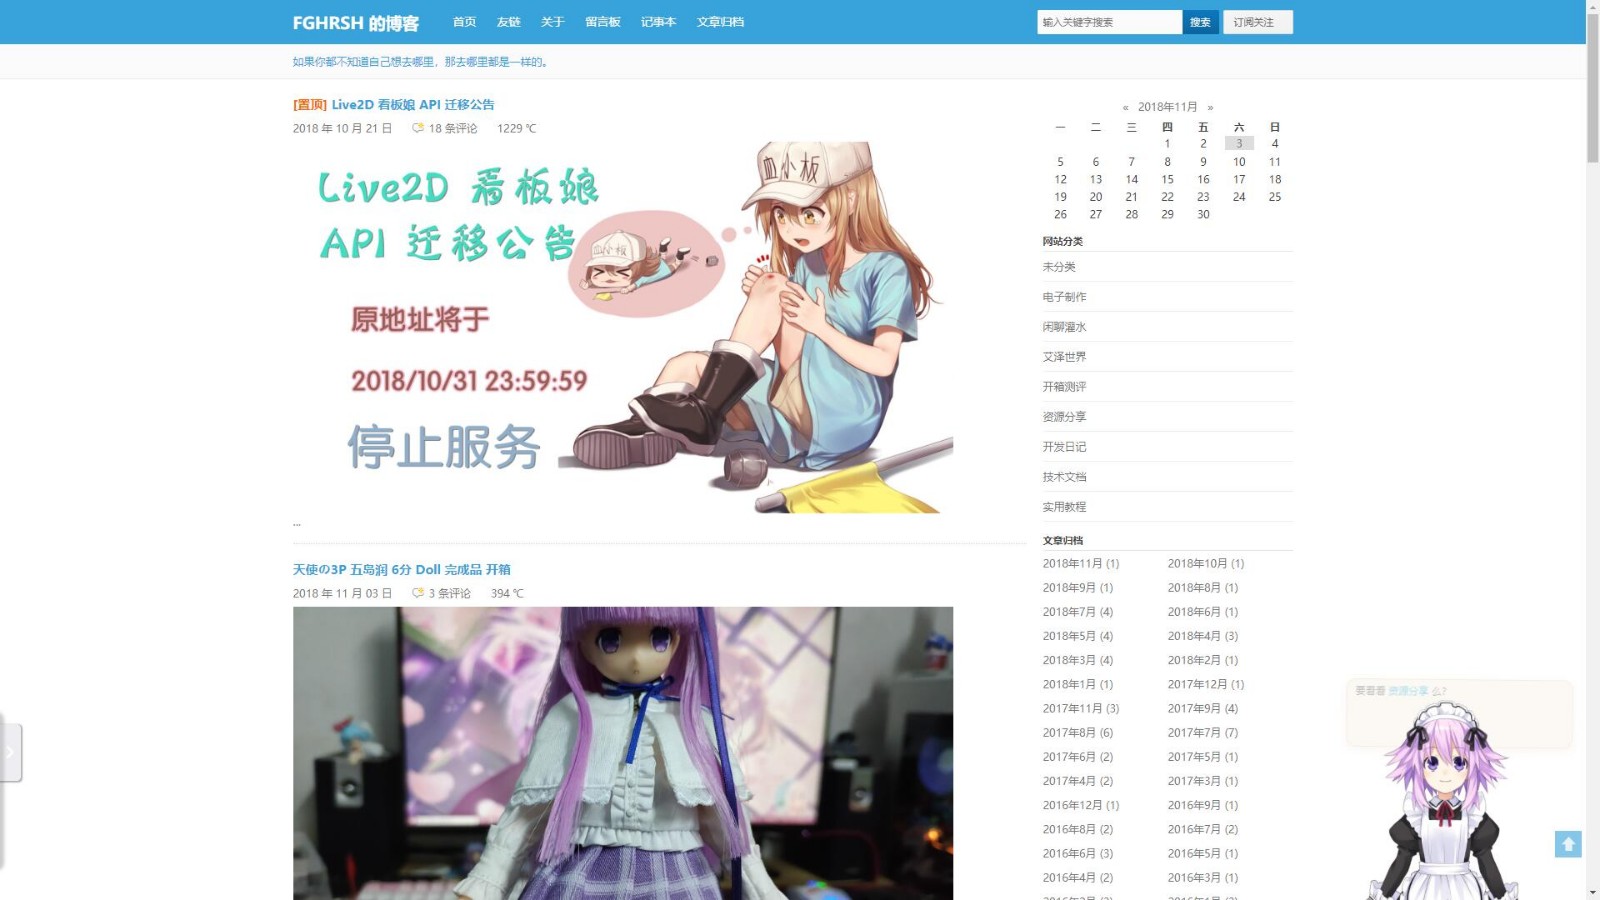 FGHRSH 的博客 首页 友链 关于 留言板 记事本 文章归档 输入关键字搜索 搜索 订阅关注
如果你都不知道自己想去哪里，那去哪里都是一样的。
[置顶] Live2D 看板娘 API 迁移公告
2018 年 10 月 21 日 18 条评论 1229 ℃
Live2D 看板娘
API 迁移公告
原地址将于
2018/10/31 23:59:59
停止服务
血小板
血小板
...
天使の3P 五岛润 6分 Doll 完成品 开箱
2018 年 11 月 03 日 3 条评论 394 ℃
« 2018年11月 »
一 二 三 四 五 六 日
1 2 3 4
5 6 7 8 9 10 11
12 13 14 15 16 17 18
19 20 21 22 23 24 25
26 27 28 29 30
网站分类
未分类
电子制作
闲聊灌水
艾泽世界
开箱测评
资源分享
开发日记
技术文档
实用教程
文章归档
2018年11月 (1) 2018年10月 (1)
2018年9月 (1) 2018年8月 (1)
2018年7月 (4) 2018年6月 (1)
2018年5月 (4) 2018年4月 (3)
2018年3月 (4) 2018年2月 (1)
2018年1月 (1) 2017年12月 (1)
2017年11月 (3) 2017年9月 (4)
2017年8月 (6) 2017年7月 (7)
2017年6月 (2) 2017年5月 (1)
2017年4月 (2) 2017年3月 (1)
2016年12月 (1) 2016年9月 (1)
2016年8月 (2) 2016年7月 (2)
2016年6月 (3) 2016年5月 (1)
2016年4月 (2) 2016年3月 (1)
要看看 资源分享 么?